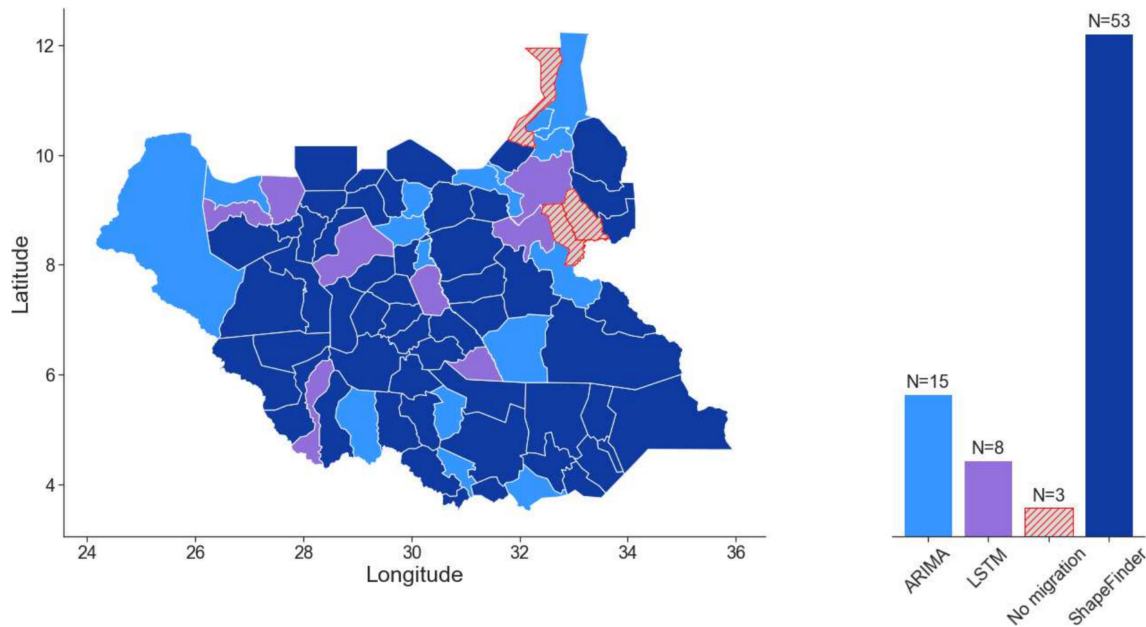 12
10
8
6
4
Latitude
24
26
28
30
32
34
36
Longitude
N=15
N=8
N=3
N=53
ARIMA
LSTM
No migration
ShapeFinder